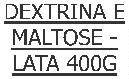 DEXTRINA E
MALTOSE -
LATA 400G